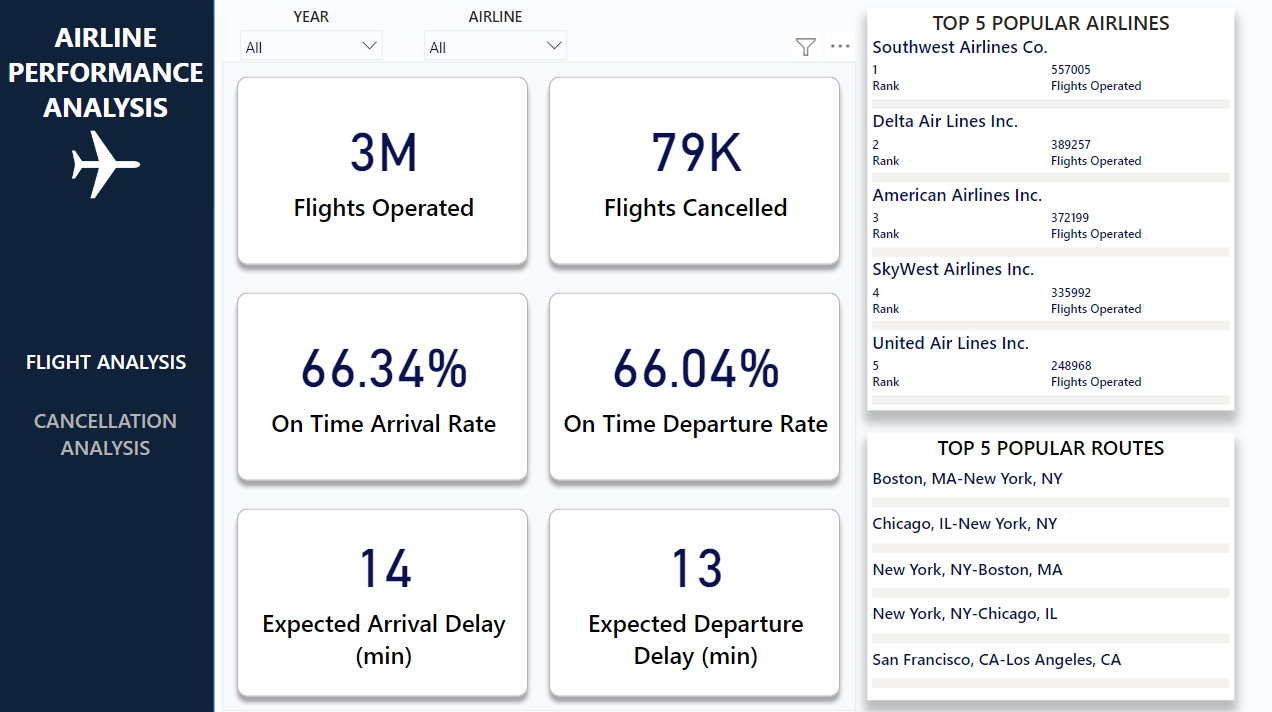 AIRLINE
PERFORMANCE
ANALYSIS
FLIGHT ANALYSIS
CANCELLATION
ANALYSIS
YEAR
All
AIRLINE
All
3M
Flights Operated
79K
Flights Cancelled
66.34%
On Time Arrival Rate
66.04%
On Time Departure Rate
14
Expected Arrival Delay
(min)
13
Expected Departure
Delay (min)
TOP 5 POPULAR AIRLINES
Southwest Airlines Co.
1 557005
Rank Flights Operated
Delta Air Lines Inc.
2 389257
Rank Flights Operated
American Airlines Inc.
3 372199
Rank Flights Operated
SkyWest Airlines Inc.
4 335992
Rank Flights Operated
United Air Lines Inc.
5 248968
Rank Flights Operated
TOP 5 POPULAR ROUTES
Boston, MA-New York, NY
Chicago, IL-New York, NY
New York, NY-Boston, MA
New York, NY-Chicago, IL
San Francisco, CA-Los Angeles, CA